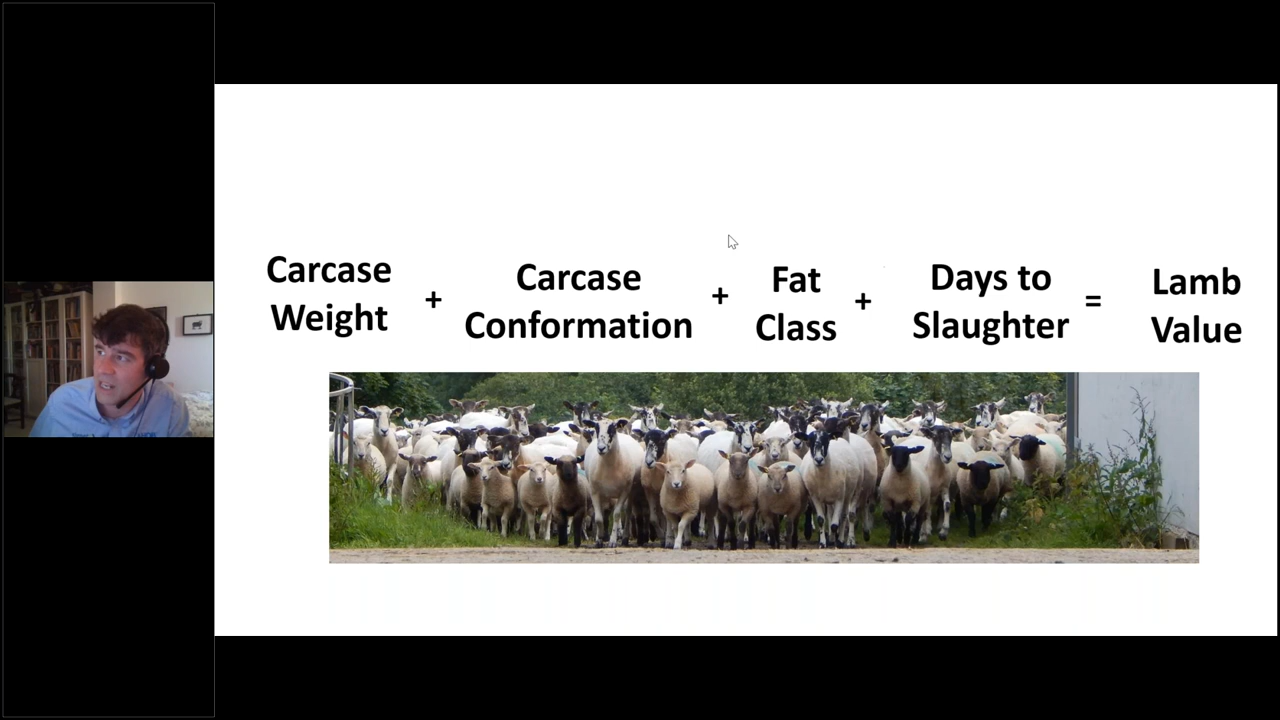 Carcase
Weight
+
Carcase
Conformation
+
Fat
Class
+
Days to
Slaughter
=
Lamb
Value